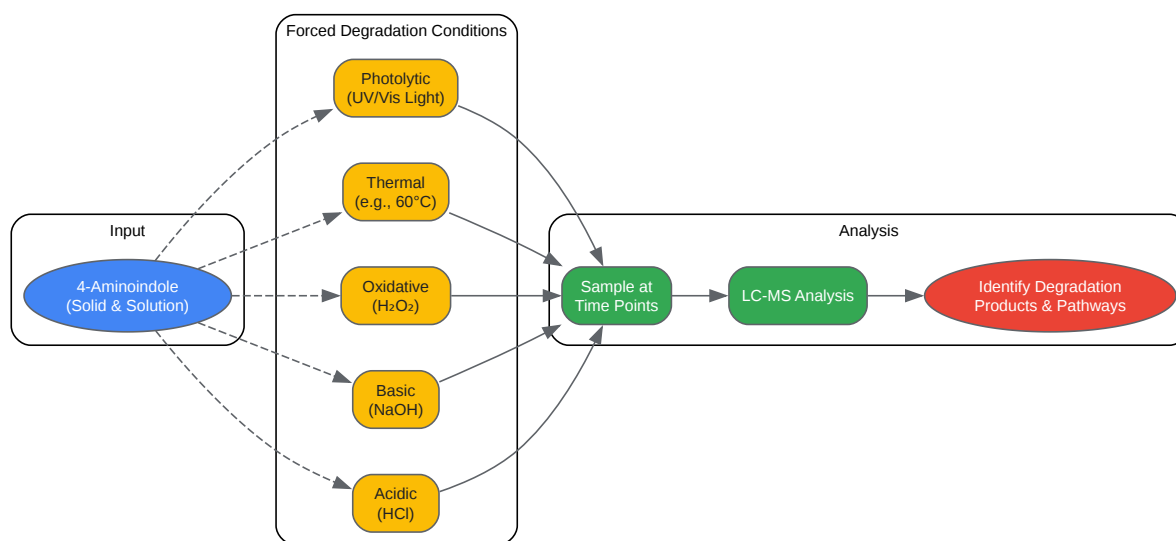 Forced Degradation Conditions
Photolytic
(UV/Vis Light)
Thermal
(e.g., 60°C)
Input
Analysis
4-Aminoindole
(Solid & Solution)
Oxidative
(H₂O₂)
Sample at
Time Points
LC-MS Analysis
Identify Degradation
Products & Pathways
Basic
(NaOH)
Acidic
(HCl)